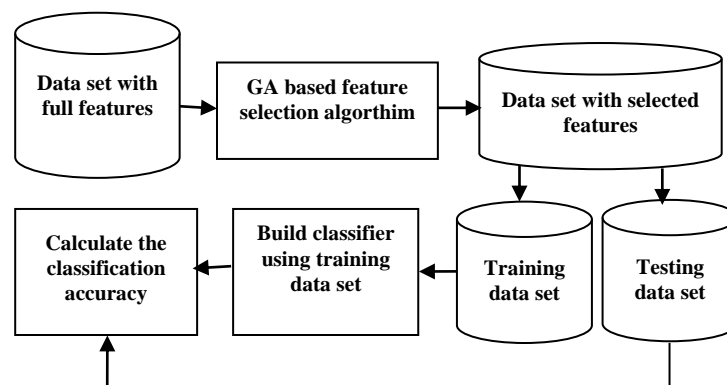 Data set with
full features
GA based feature
selection algorthim
Data set with selected
features
Calculate the
classification
accuracy
Build classifier
using training
data set
Training
data set
Testing
data set